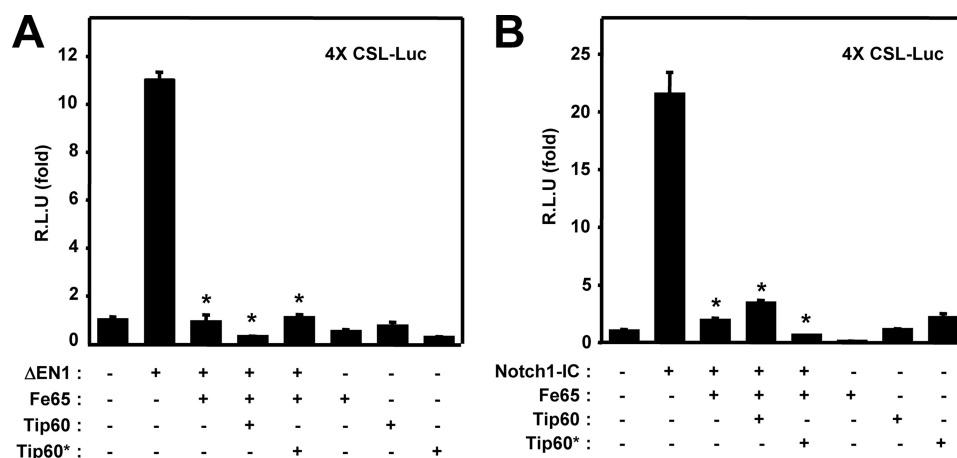 A
4X CSL-Luc
R.L.U (fold)
12
10
8
6
4
2
0
* * *
ΔEN1 : - + + + + - - -
Fe65 : - - + + + + - -
Tip60 : - - - + - - + -
Tip60* : - - - - + - - +
B
4X CSL-Luc
R.L.U (fold)
25
20
15
10
5
0
* * *
Notch1-IC : - + + + + - - -
Fe65 : - - + + + + - -
Tip60 : - - - + - - + -
Tip60* : - - - - + - - +